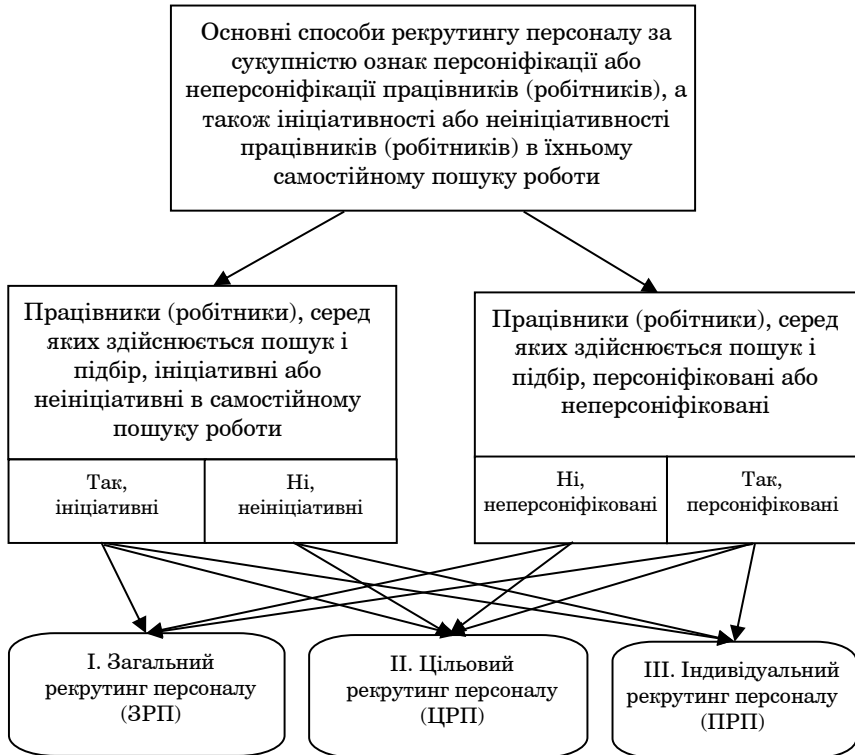 Основні способи рекрутингу персоналу за
сукупністю ознак персоніфікації або
неперсоніфікації працівників (робітників), а
також ініціативності або неініціативності
працівників (робітників) в їхньому
самостійному пошуку роботи
Працівники (робітники), серед
яких здійснюється пошук і
підбір, ініціативні або
неініціативні в самостійному
пошуку роботи
Так,
ініціативні
Ні,
неініціативні
Працівники (робітники), серед
яких здійснюється пошук і
підбір, персоніфіковані або
неперсоніфіковані
Ні,
неперсоніфіковані
Так,
персоніфіковані
І. Загальний
рекрутинг персоналу
(ЗРП)
ІІ. Цільовий
рекрутинг персоналу
(ЦРП)
ІІІ. Індивідуальний
рекрутинг персоналу
(ПРП)